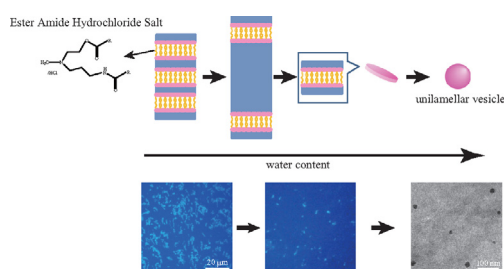 Ester Amide Hydrochloride Salt
unilamellar vesicle
water content
20 μm
100 nm